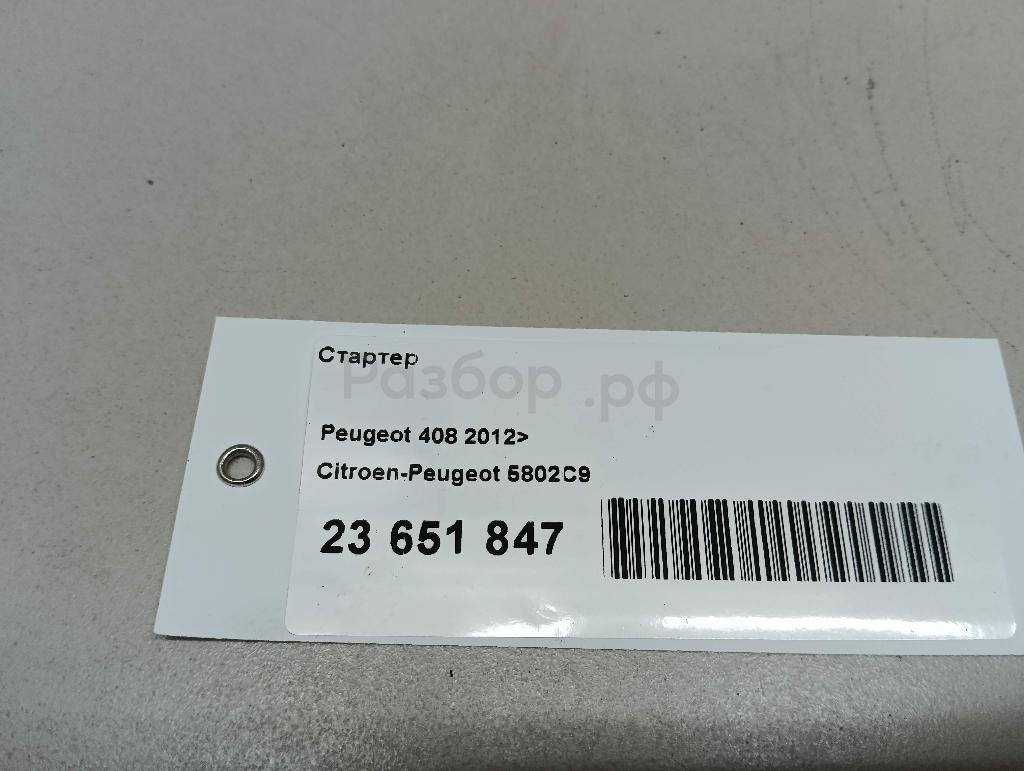 Стартер
Разбор.рф
Peugeot 408 2012>
Citroen-Peugeot 5802C9
23 651 847